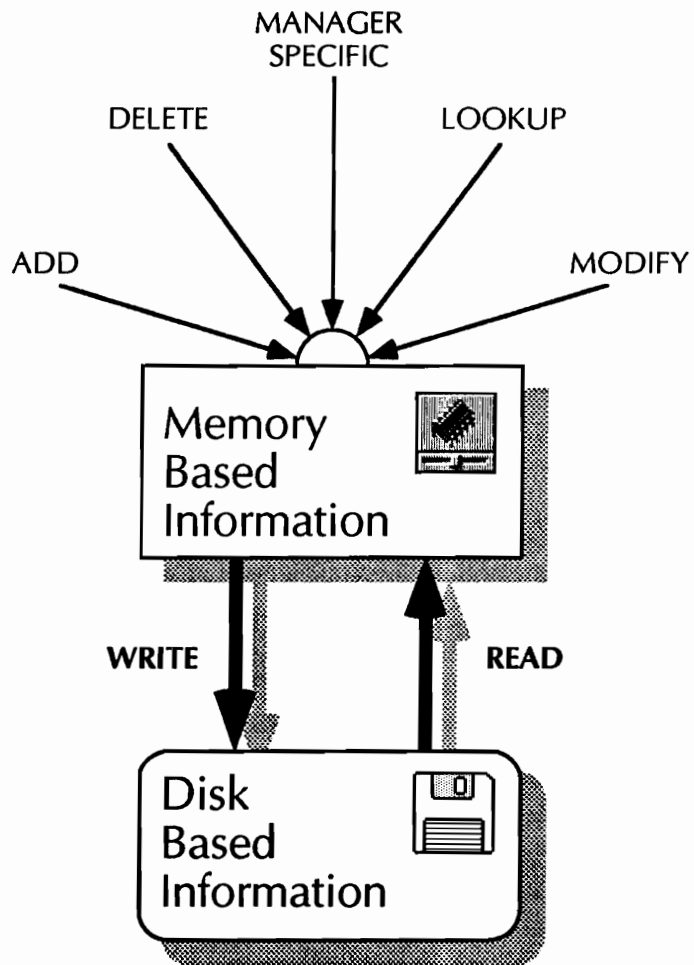 MANAGER
SPECIFIC
DELETE
LOOKUP
ADD
MODIFY
Memory
Based
Information
WRITE
READ
Disk
Based
Information